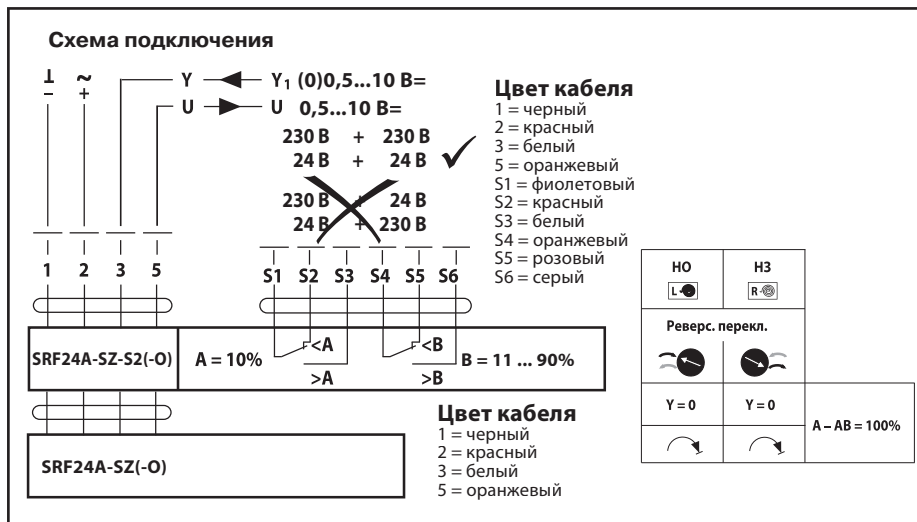 Схема подключения
⊥ ~
– +
Y Y1 (0)0,5...10 В=
U U 0,5...10 В=
230 В + 230 В
24 В + 24 В
230 В + 24 В
24 В + 230 В
1 2 3 5 S1 S2 S3 S4 S5 S6
SRF24A-SZ-S2(-O)
A = 10%
<A
>A
<B
>B
B = 11 ... 90%
SRF24A-SZ(-O)
Цвет кабеля
1 = черный
2 = красный
3 = белый
5 = оранжевый
S1 = фиолетовый
S2 = красный
S3 = белый
S4 = оранжевый
S5 = розовый
S6 = серый
Цвет кабеля
1 = черный
2 = красный
3 = белый
5 = оранжевый
НО НЗ
L R
Реверс. перекл.
Y = 0 Y = 0
A – AB = 100%